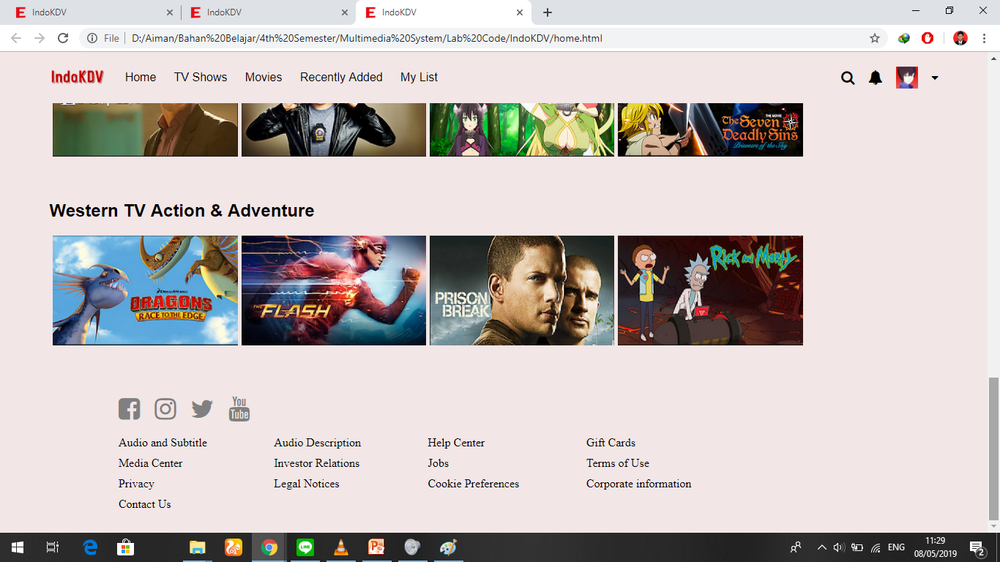 IndoKDV
IndoKDV
IndoKDV
File
D:/Aiman/Bahan%20Belajar/4th%20Semester/Multimedia%20System/Lab%20Code/IndoKDV/home.html
IndoKDV Home TV Shows Movies Recently Added My List
THE MOVIE
The Seven
Deadly Sins
Prisoners of the Sky
Western TV Action & Adventure
DREAMWORKS
DRAGONS
RACE TO THE EDGE
THE FLASH
PRISON
BREAK
Rick and Morty
You
Tube
Audio and Subtitle Audio Description Help Center Gift Cards
Media Center Investor Relations Jobs Terms of Use
Privacy Legal Notices Cookie Preferences Corporate information
Contact Us
LINE
ENG
11:29
08/05/2019
2